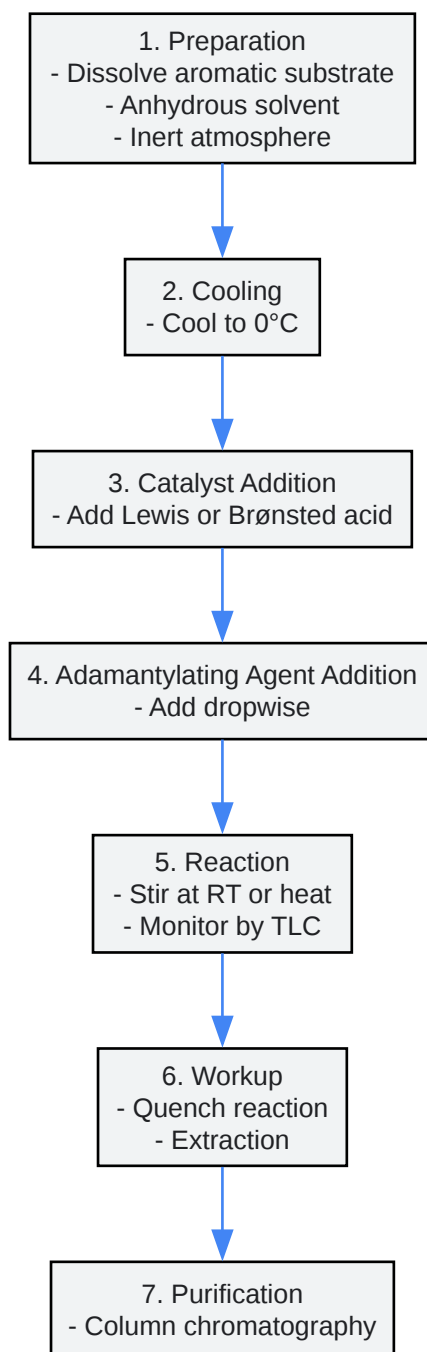 1. Preparation
- Dissolve aromatic substrate
- Anhydrous solvent
- Inert atmosphere
2. Cooling
- Cool to 0°C
3. Catalyst Addition
- Add Lewis or Brønsted acid
4. Adamantylating Agent Addition
- Add dropwise
5. Reaction
- Stir at RT or heat
- Monitor by TLC
6. Workup
- Quench reaction
- Extraction
7. Purification
- Column chromatography